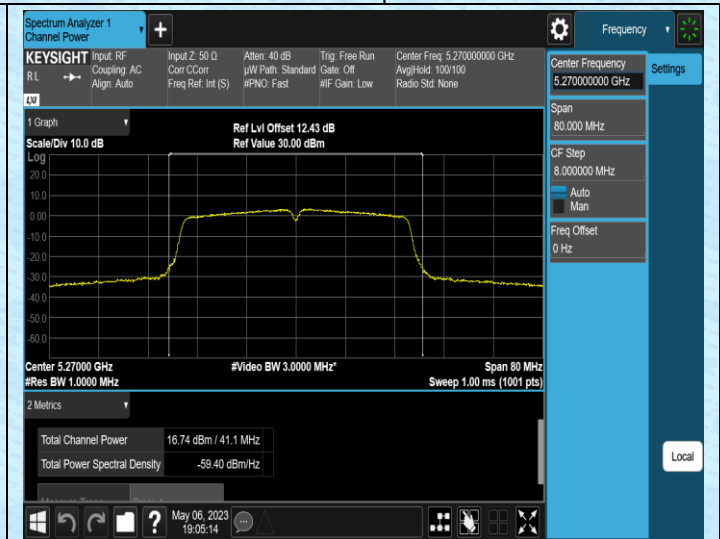 Spectrum Analyzer 1
Channel Power
Frequency
KEYSIGHT
RL
LXI
Input: RF
Coupling: AC
Align: Auto
Input Z: 50 Ω
Corr CCorr
Freq Ref: Int (S)
Atten: 40 dB
µW Path: Standard
#PNO: Fast
Trig: Free Run
Gate: Off
#IF Gain: Low
Center Freq: 5.270000000 GHz
Avg|Hold: 100/100
Radio Std: None
Center Frequency
5.270000000 GHz
Settings
Span
80.000 MHz
CF Step
8.000000 MHz
Auto
Man
Freq Offset
0 Hz
1 Graph
Scale/Div 10.0 dB
Ref Lvl Offset 12.43 dB
Ref Value 30.00 dBm
Log
20.0
10.0
0.00
-10.0
-20.0
-30.0
-40.0
-50.0
-60.0
Center 5.27000 GHz
#Res BW 1.0000 MHz
#Video BW 3.0000 MHz*
Span 80 MHz
Sweep 1.00 ms (1001 pts)
2 Metrics
Total Channel Power 16.74 dBm / 41.1 MHz
Total Power Spectral Density -59.40 dBm/Hz
Local
?
May 06, 2023
19:05:14